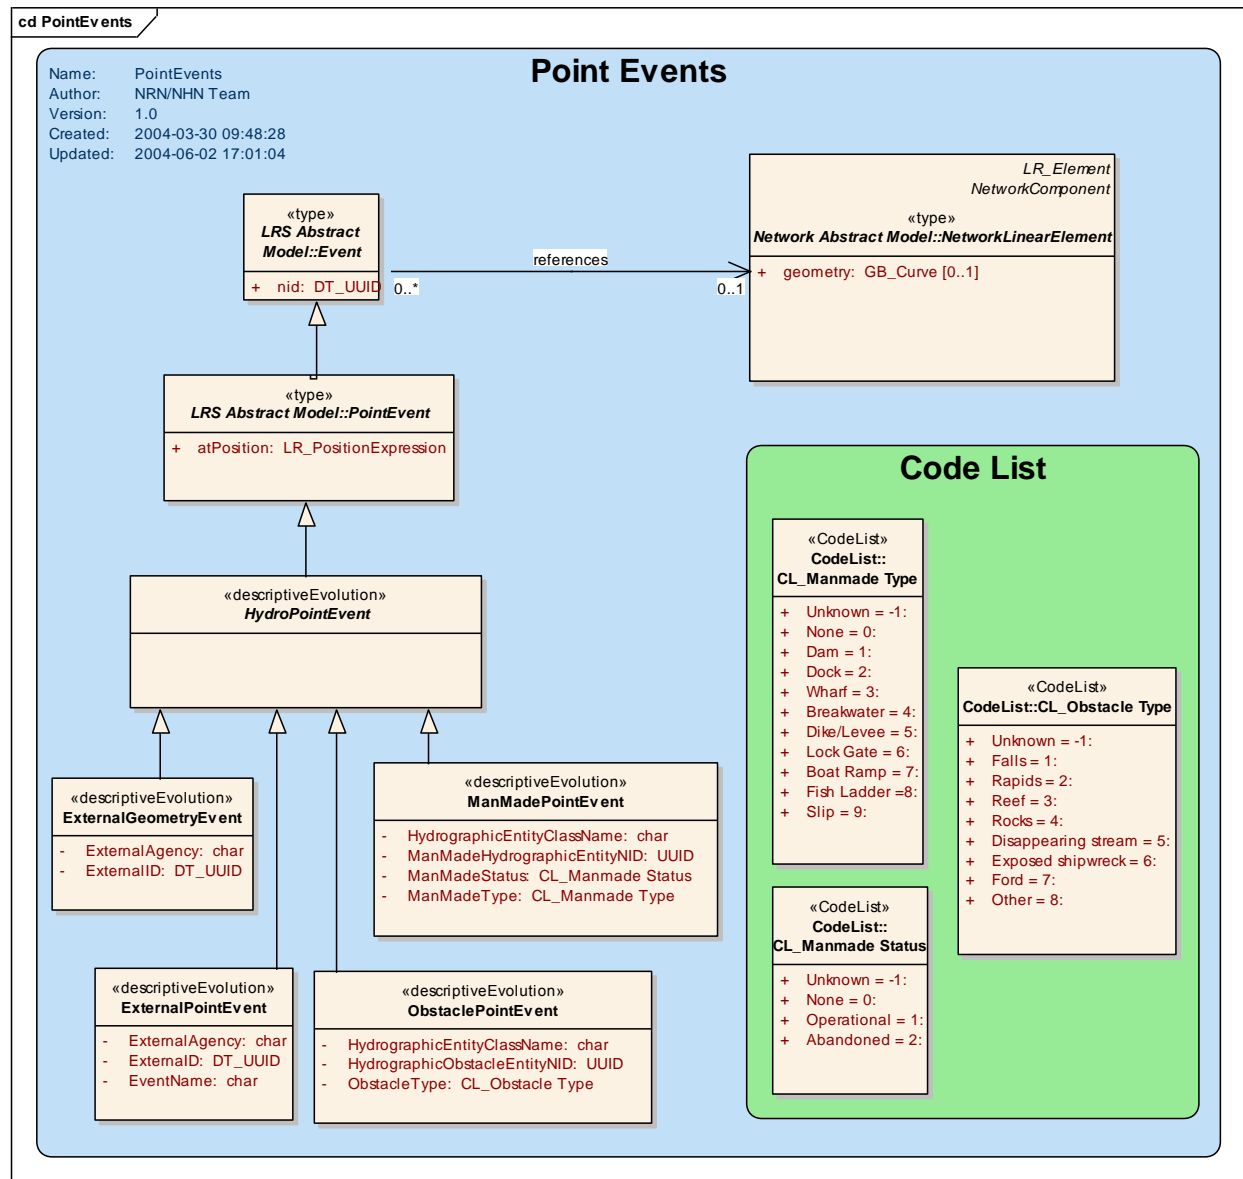 cd PointEvents
Point Events
Name: PointEvents
Author: NRN/NHN Team
Version: 1.0
Created: 2004-03-30 09:48:28
Updated: 2004-06-02 17:01:04
«type»
LRS Abstract
Model::Event
+ nid: DT_UUID
0..*
references
0..1
LR_Element
NetworkComponent
«type»
Network Abstract Model::NetworkLinearElement
+ geometry: GB_Curve [0..1]
«type»
LRS Abstract Model::PointEvent
+ atPosition: LR_PositionExpression
«descriptiveEvolution»
HydroPointEvent
«descriptiveEvolution»
ExternalGeometryEvent
- ExternalAgency: char
- ExternalID: DT_UUID
«descriptiveEvolution»
ManMadePointEvent
- HydrographicEntityClassName: char
- ManMadeHydrographicEntityNID: UUID
- ManMadeStatus: CL_Manmade Status
- ManMadeType: CL_Manmade Type
«descriptiveEvolution»
ExternalPointEvent
- ExternalAgency: char
- ExternaID: DT_UUID
- EventName: char
«descriptiveEvolution»
ObstaclePointEvent
- HydrographicEntityClassName: char
- HydrographicObstacleEntityNID: UUID
- ObstacleType: CL_Obstacle Type
Code List
«CodeList»
CodeList::
CL_Manmade Type
+ Unknown = -1:
+ None = 0:
+ Dam = 1:
+ Dock = 2:
+ Wharf = 3:
+ Breakwater = 4:
+ Dike/Levee = 5:
+ Lock Gate = 6:
+ Boat Ramp = 7:
+ Fish Ladder =8:
+ Slip = 9:
«CodeList»
CodeList::CL_Obstacle Type
+ Unknown = -1:
+ Falls = 1:
+ Rapids = 2:
+ Reef = 3:
+ Rocks = 4:
+ Disappearing stream = 5:
+ Exposed shipwreck = 6:
+ Ford = 7:
+ Other = 8:
«CodeList»
CodeList::
CL_Manmade Status
+ Unknown = -1:
+ None = 0:
+ Operational = 1:
+ Abandoned = 2: